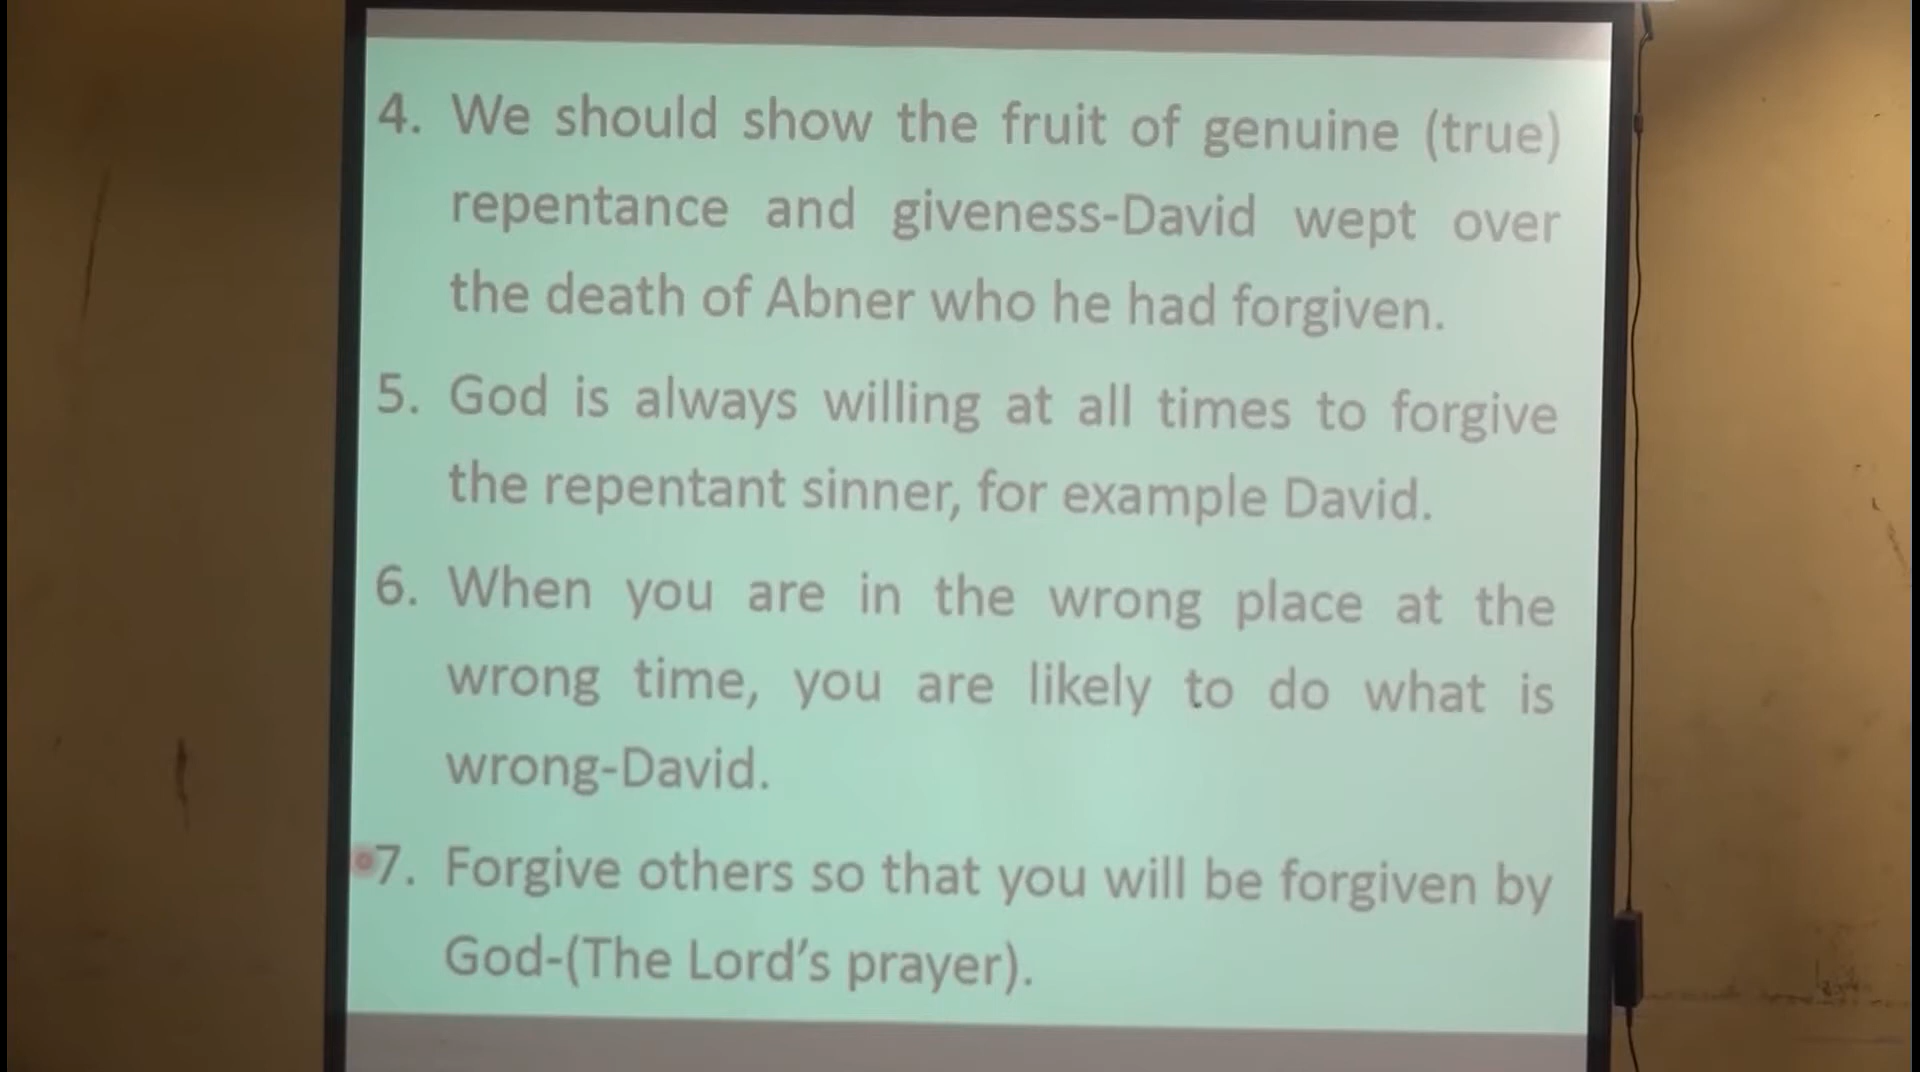 4. We should show the fruit of genuine (true)
repentance and giveness-David wept over
the death of Abner who he had forgiven.
5. God is always willing at all times to forgive
the repentant sinner, for example David.
6. When you are in the wrong place at the
wrong time, you are likely to do what is
wrong-David.
7. Forgive others so that you will be forgiven by
God-(The Lord's prayer).